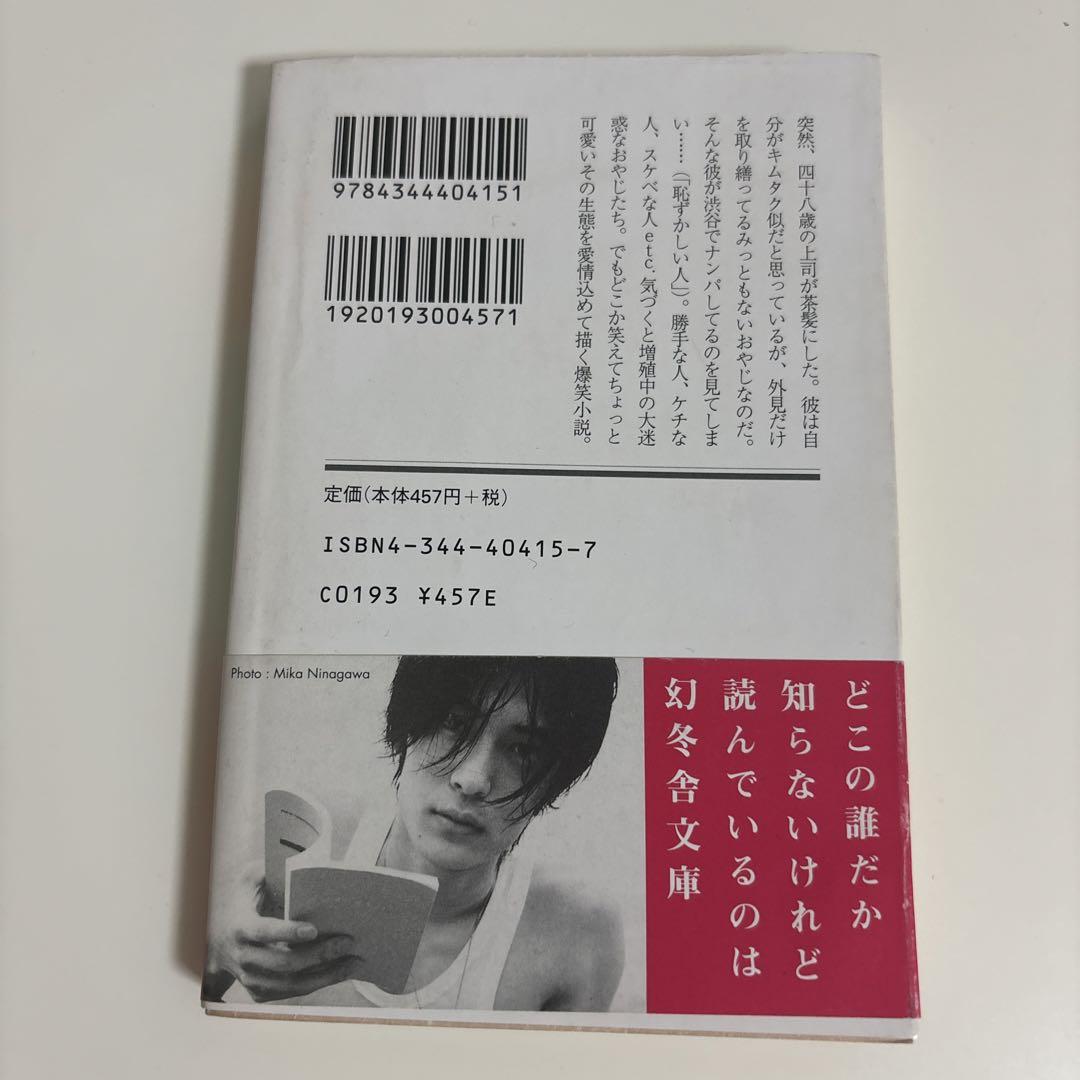 9784344404151
1920193004571
突然、四十八歳の上司が茶髪にした。彼は自
分がキムタク似だと思っているが、外見だけ
を取り繕ってるみっともないおやじなのだ。
そんな彼が渋谷でナンパしてるのを見てしま
い……（「恥ずかしい人」）。勝手な人、ケチな
人、スケベな人etc.気づくと増殖中の大迷
惑なおやじたち。でもどこか笑えてちょっと
可愛いその生態を愛情込めて描く爆笑小説。
定価(本体457円+税)
ISBN4-344-40415-7
C0193 ¥457E
Photo : Mika Ninagawa
どこの誰だか
知らないけれど
読んでいるのは
幻冬舎文庫